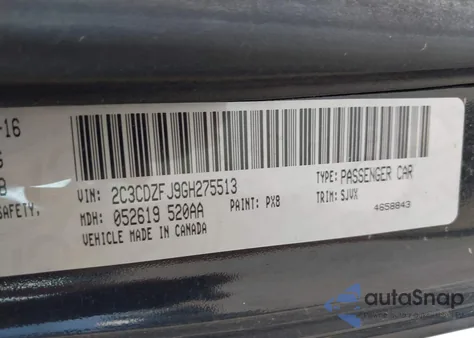 -16
VIN: 2C3CDZFJ9GH275513
TYPE: PASSENGER CAR
SAFETY.
MDH: 052619 520AA
PAINT: PX8
TRIM: SJVX
VEHICLE MADE IN CANADA
4658843
autoSnap